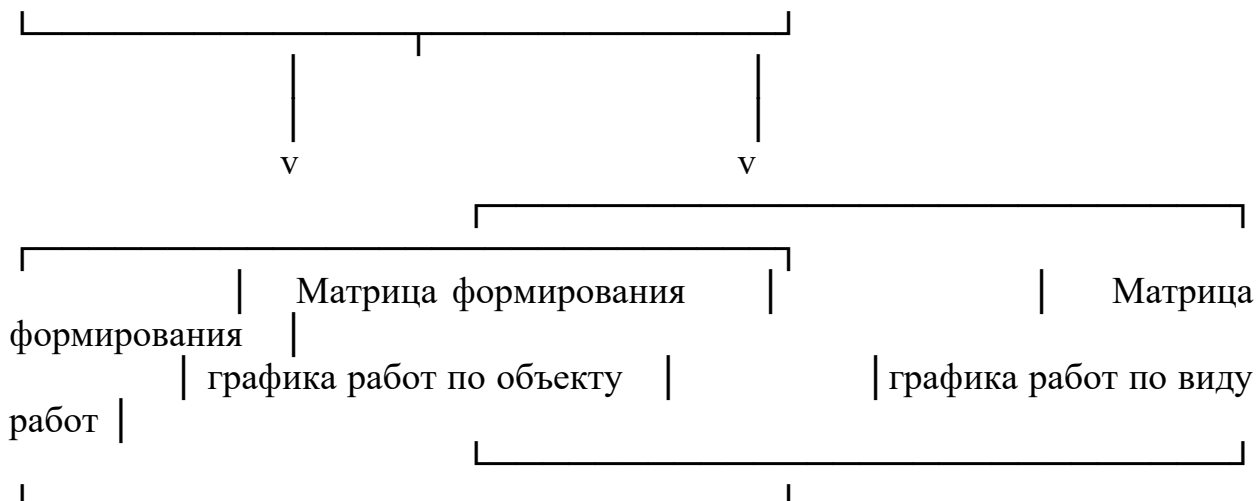 v v
Матрица формирования Матрица
формирования
графика работ по объекту графика работ по виду
работ